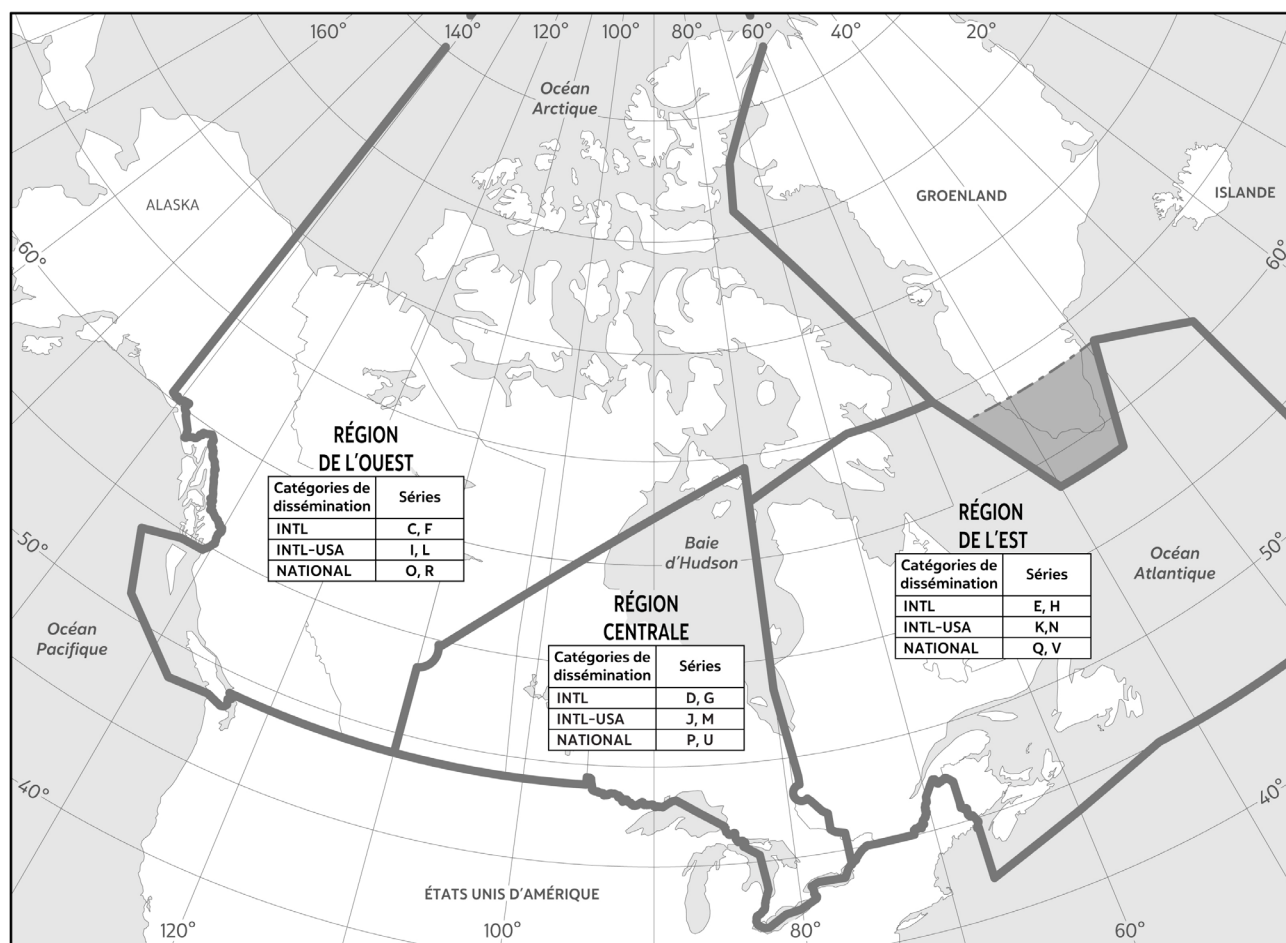 160°
140°
120°
100°
80°
60°
40°
20°
Océan
Arctique
ALASKA
GROENLAND
ISLANDE
60°
60°
RÉGION
DE L'OUEST
Catégories de
dissémination
Séries
INTL
C, F
INTL-USA
I, L
NATIONAL
O, R
50°
Océan
Pacifique
Baie
d'Hudson
RÉGION
CENTRALE
Catégories de
dissémination
Séries
INTL
D, G
INTL-USA
J, M
NATIONAL
P, U
RÉGION
DE L'EST
Catégories de
dissémination
Séries
INTL
E, H
INTL-USA
K,N
NATIONAL
Q, V
Océan
Atlantique
50°
40°
40°
ÉTATS UNIS D'AMÉRIQUE
120°
100°
80°
60°